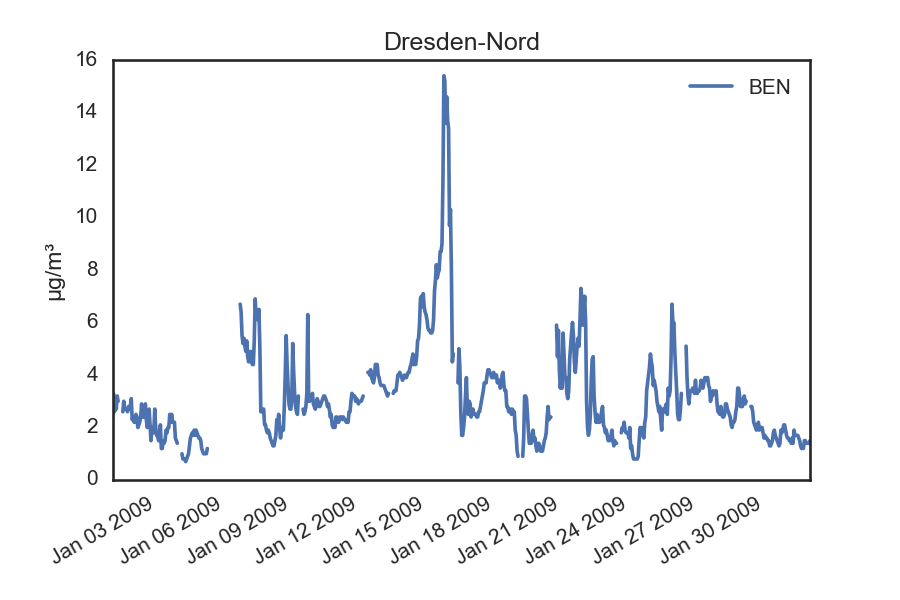 Dresden-Nord
BEN
µg/m³
16
14
12
10
8
6
4
2
0
Jan 03 2009
Jan 06 2009
Jan 09 2009
Jan 12 2009
Jan 15 2009
Jan 18 2009
Jan 21 2009
Jan 24 2009
Jan 27 2009
Jan 30 2009